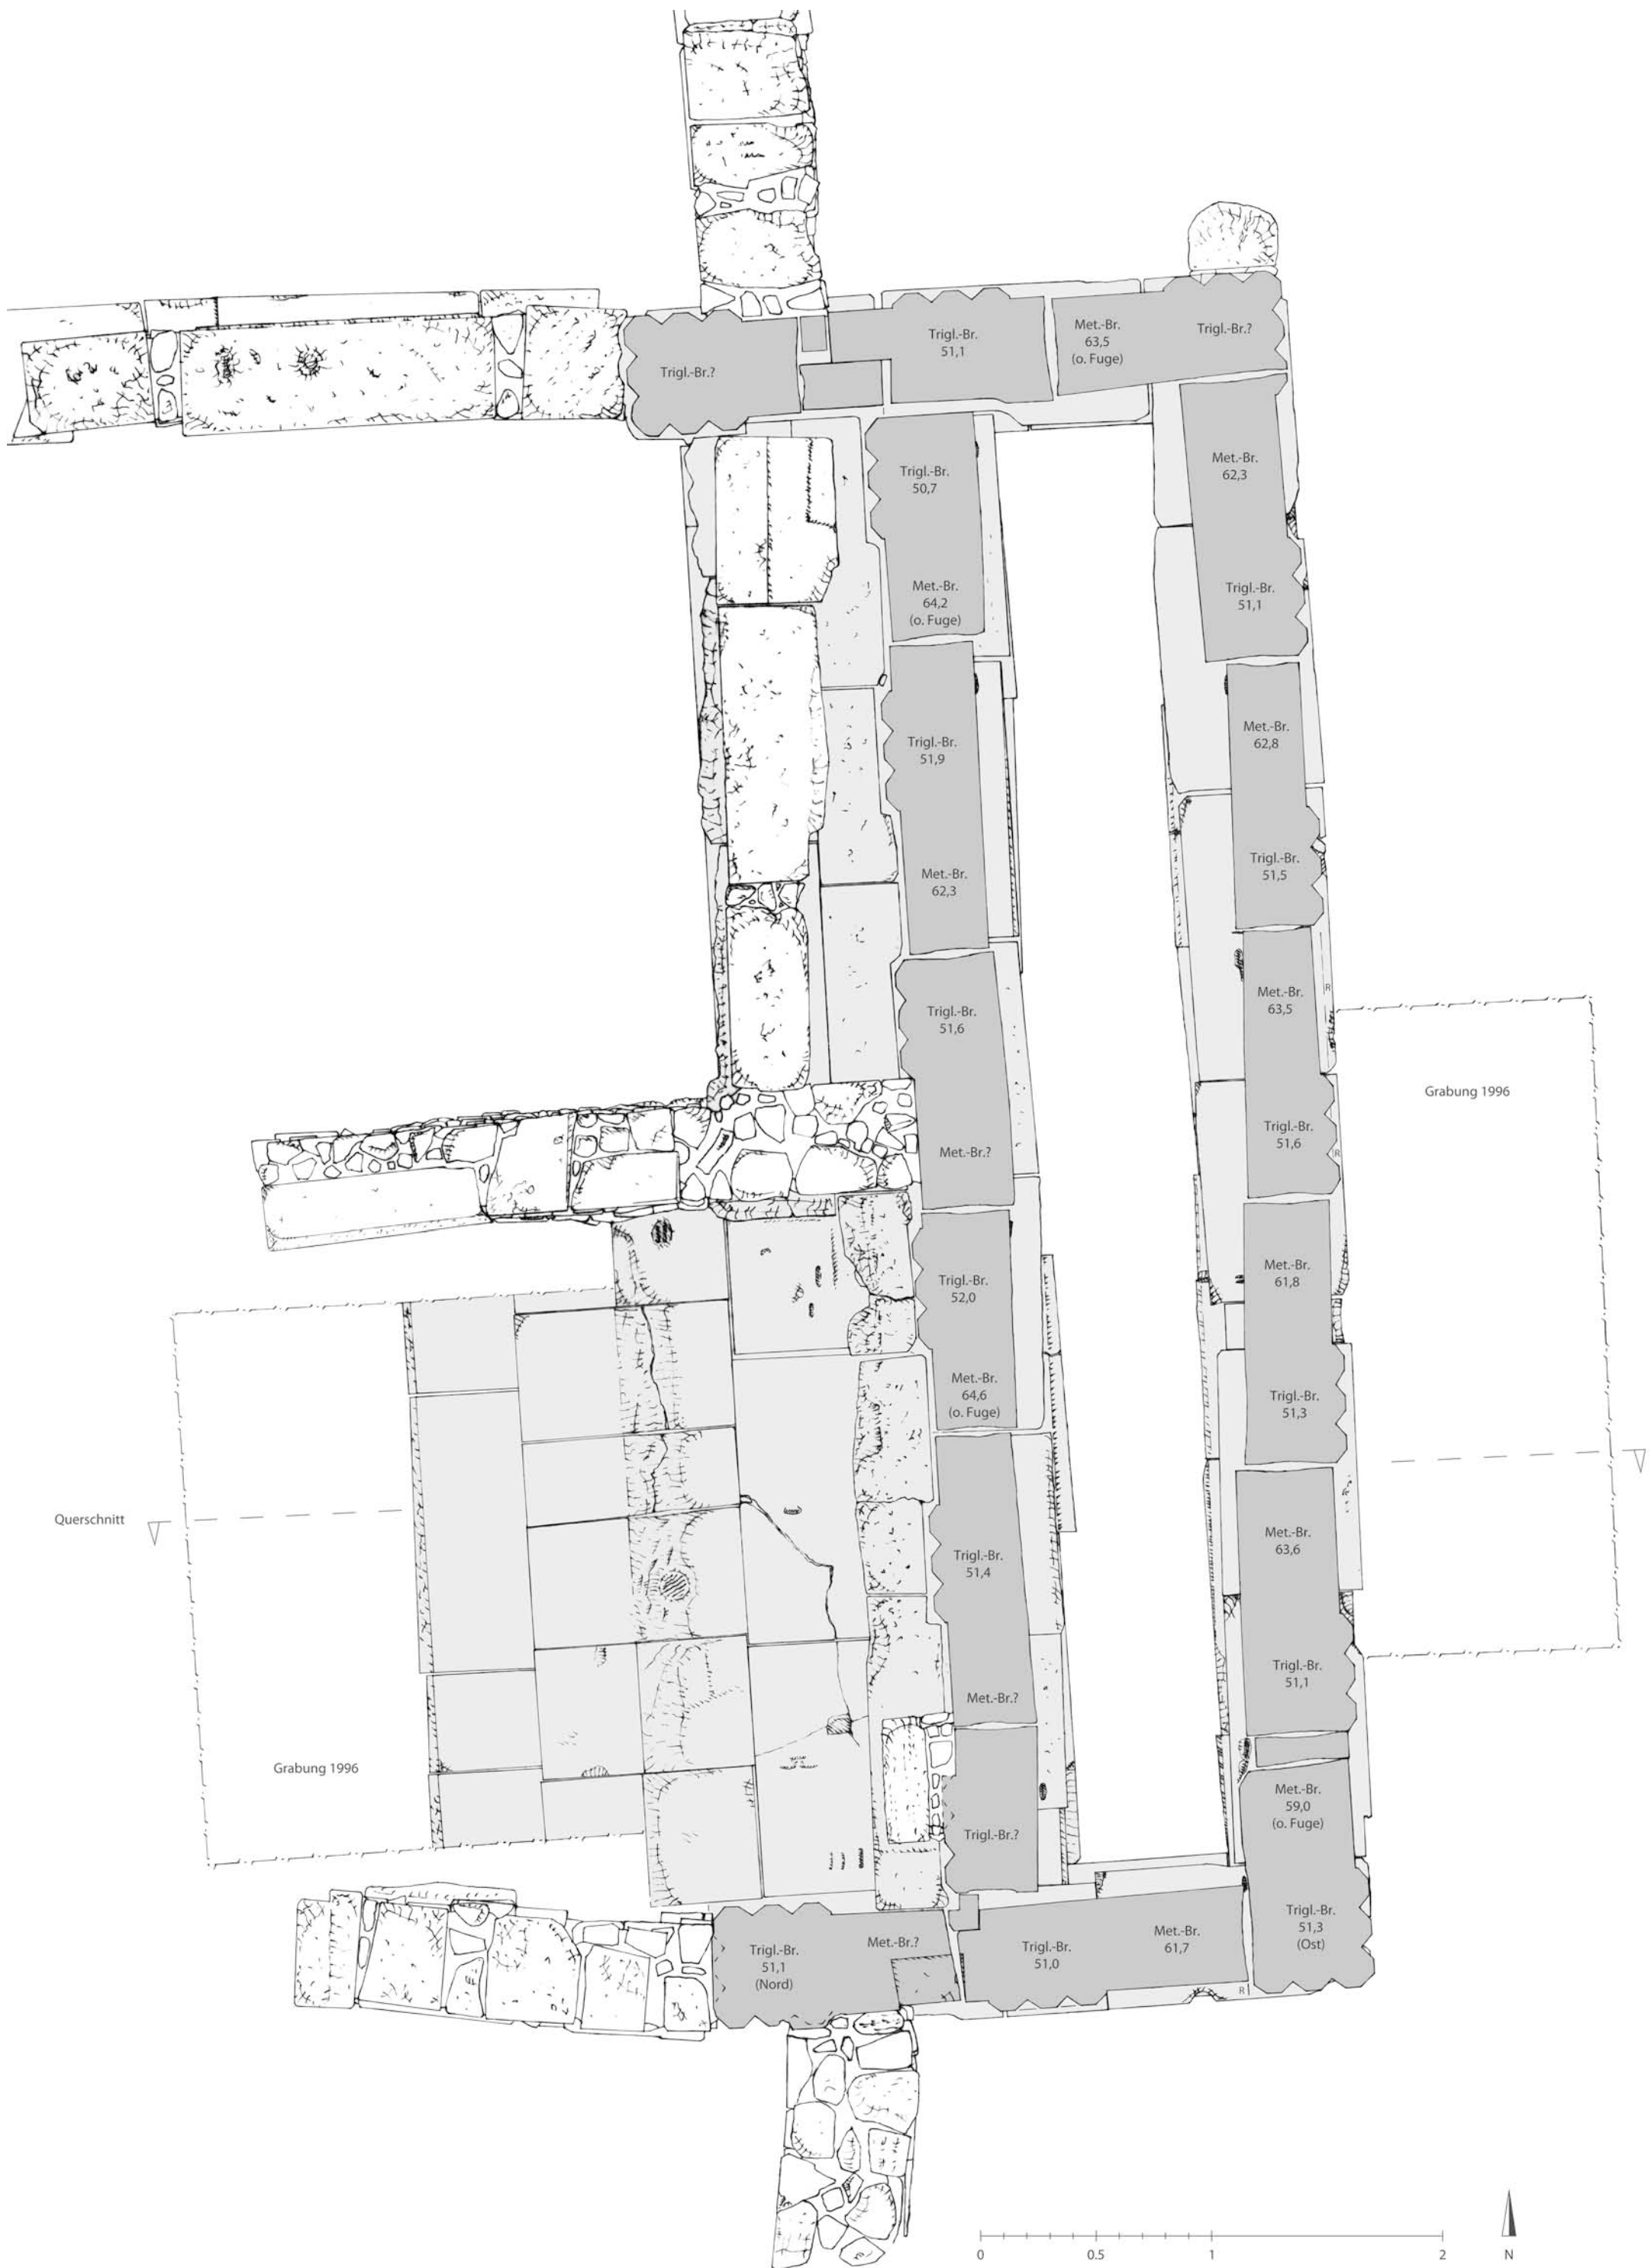 Trigl.-Br.?
Trigl.-Br.
51,1
Met.-Br.
63,5
(o. Fuge)
Trigl.-Br.?
Trigl.-Br.
50,7
Met.-Br.
64,2
(o. Fuge)
Met.-Br.
62,3
Trigl.-Br.
51,1
Trigl.-Br.
51,9
Met.-Br.
62,3
Met.-Br.
62,8
Trigl.-Br.
51,5
Trigl.-Br.
51,6
Met.-Br.?
Met.-Br.
63,5
R
Trigl.-Br.
51,6
R
Grabung 1996
Trigl.-Br.
52,0
Met.-Br.
64,6
(o. Fuge)
Met.-Br.
61,8
Trigl.-Br.
51,3
Querschnitt
Trigl.-Br.
51,4
Met.-Br.?
Met.-Br.
63,6
Trigl.-Br.
51,1
Grabung 1996
Trigl.-Br.?
Met.-Br.
59,0
(o. Fuge)
Trigl.-Br.
51,3
(Ost)
Trigl.-Br.
51,1
(Nord)
Met.-Br.?
Trigl.-Br.
51,0
Met.-Br.
61,7
R
0 0.5 1 2
N